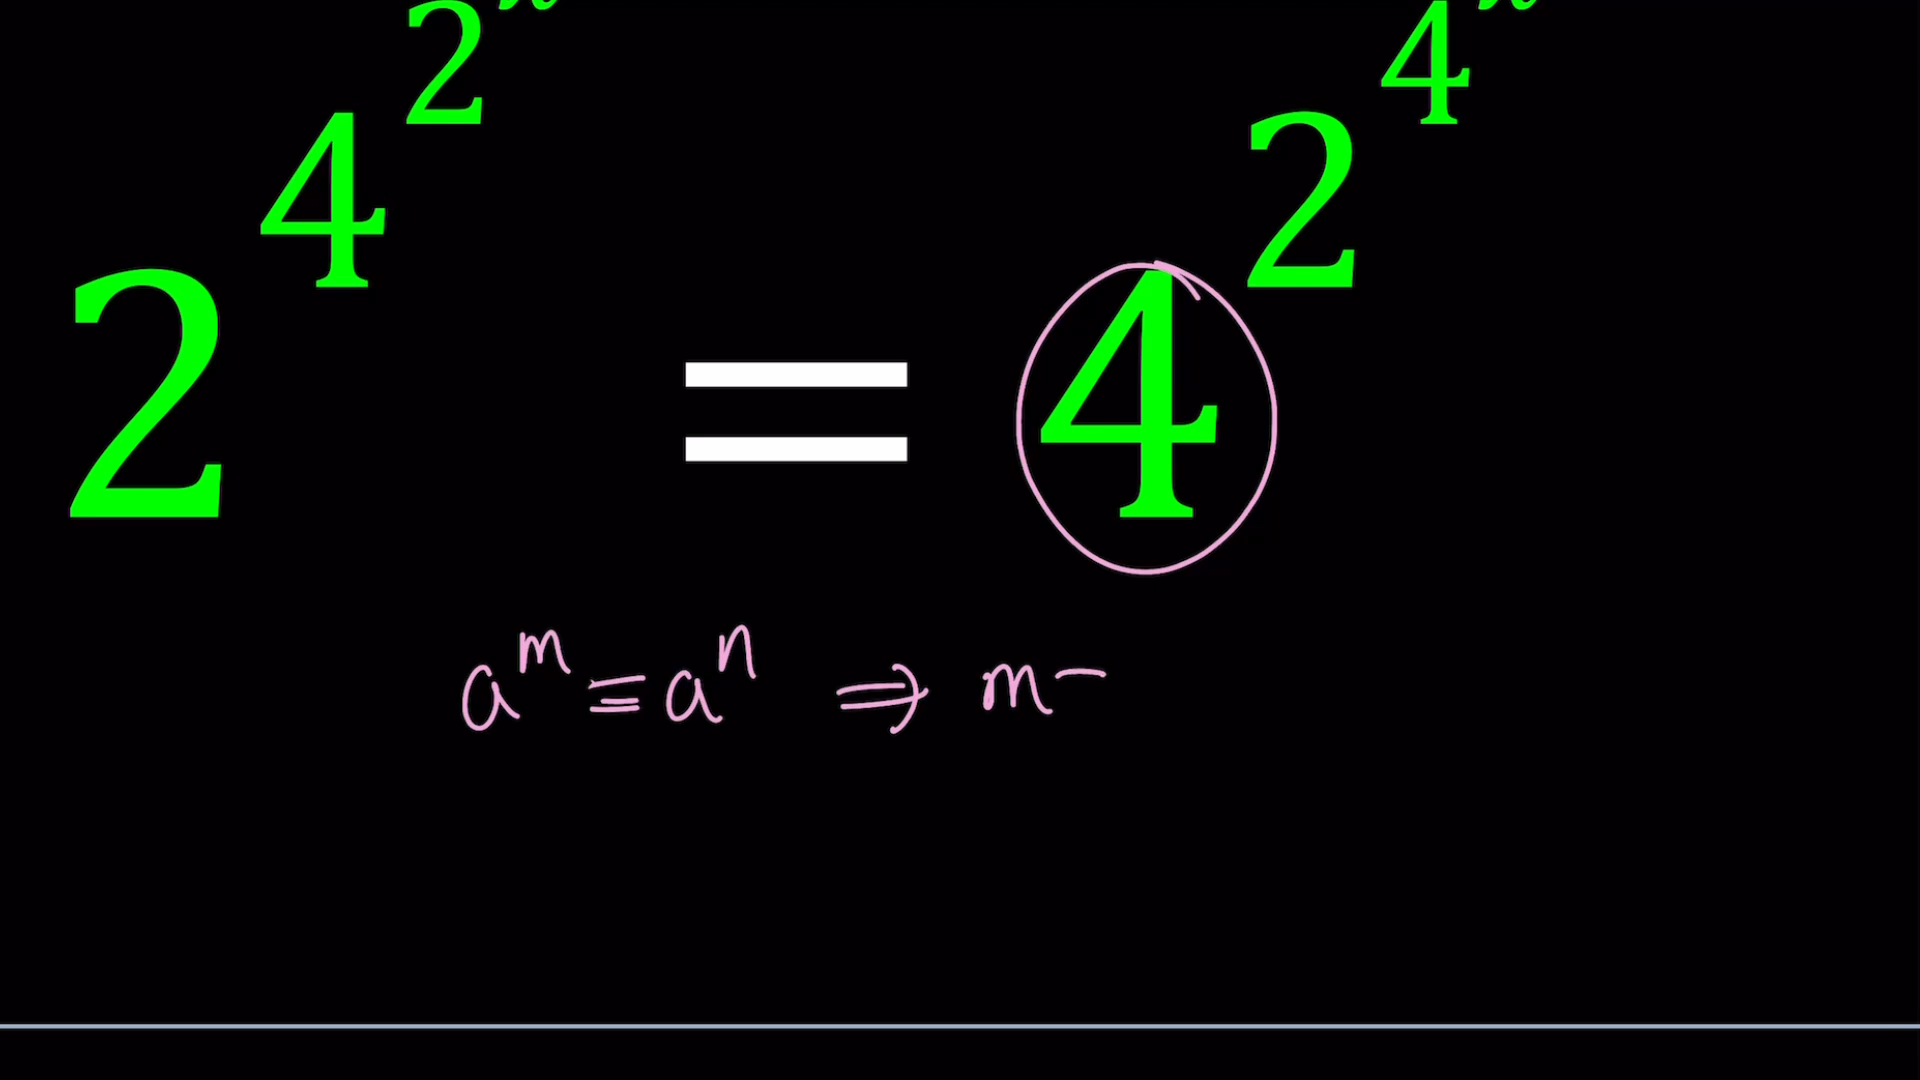 2^4^2 = 4^2^4
a^m = a^n ⇒ m